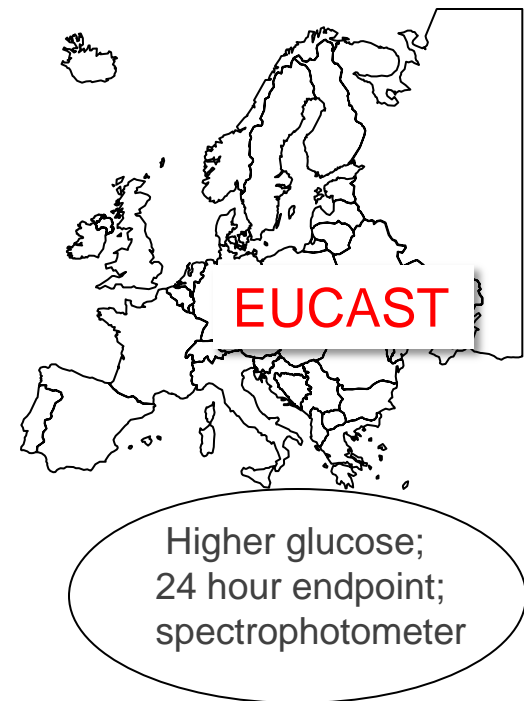 EUCAST
Higher glucose;
24 hour endpoint;
spectrophotometer